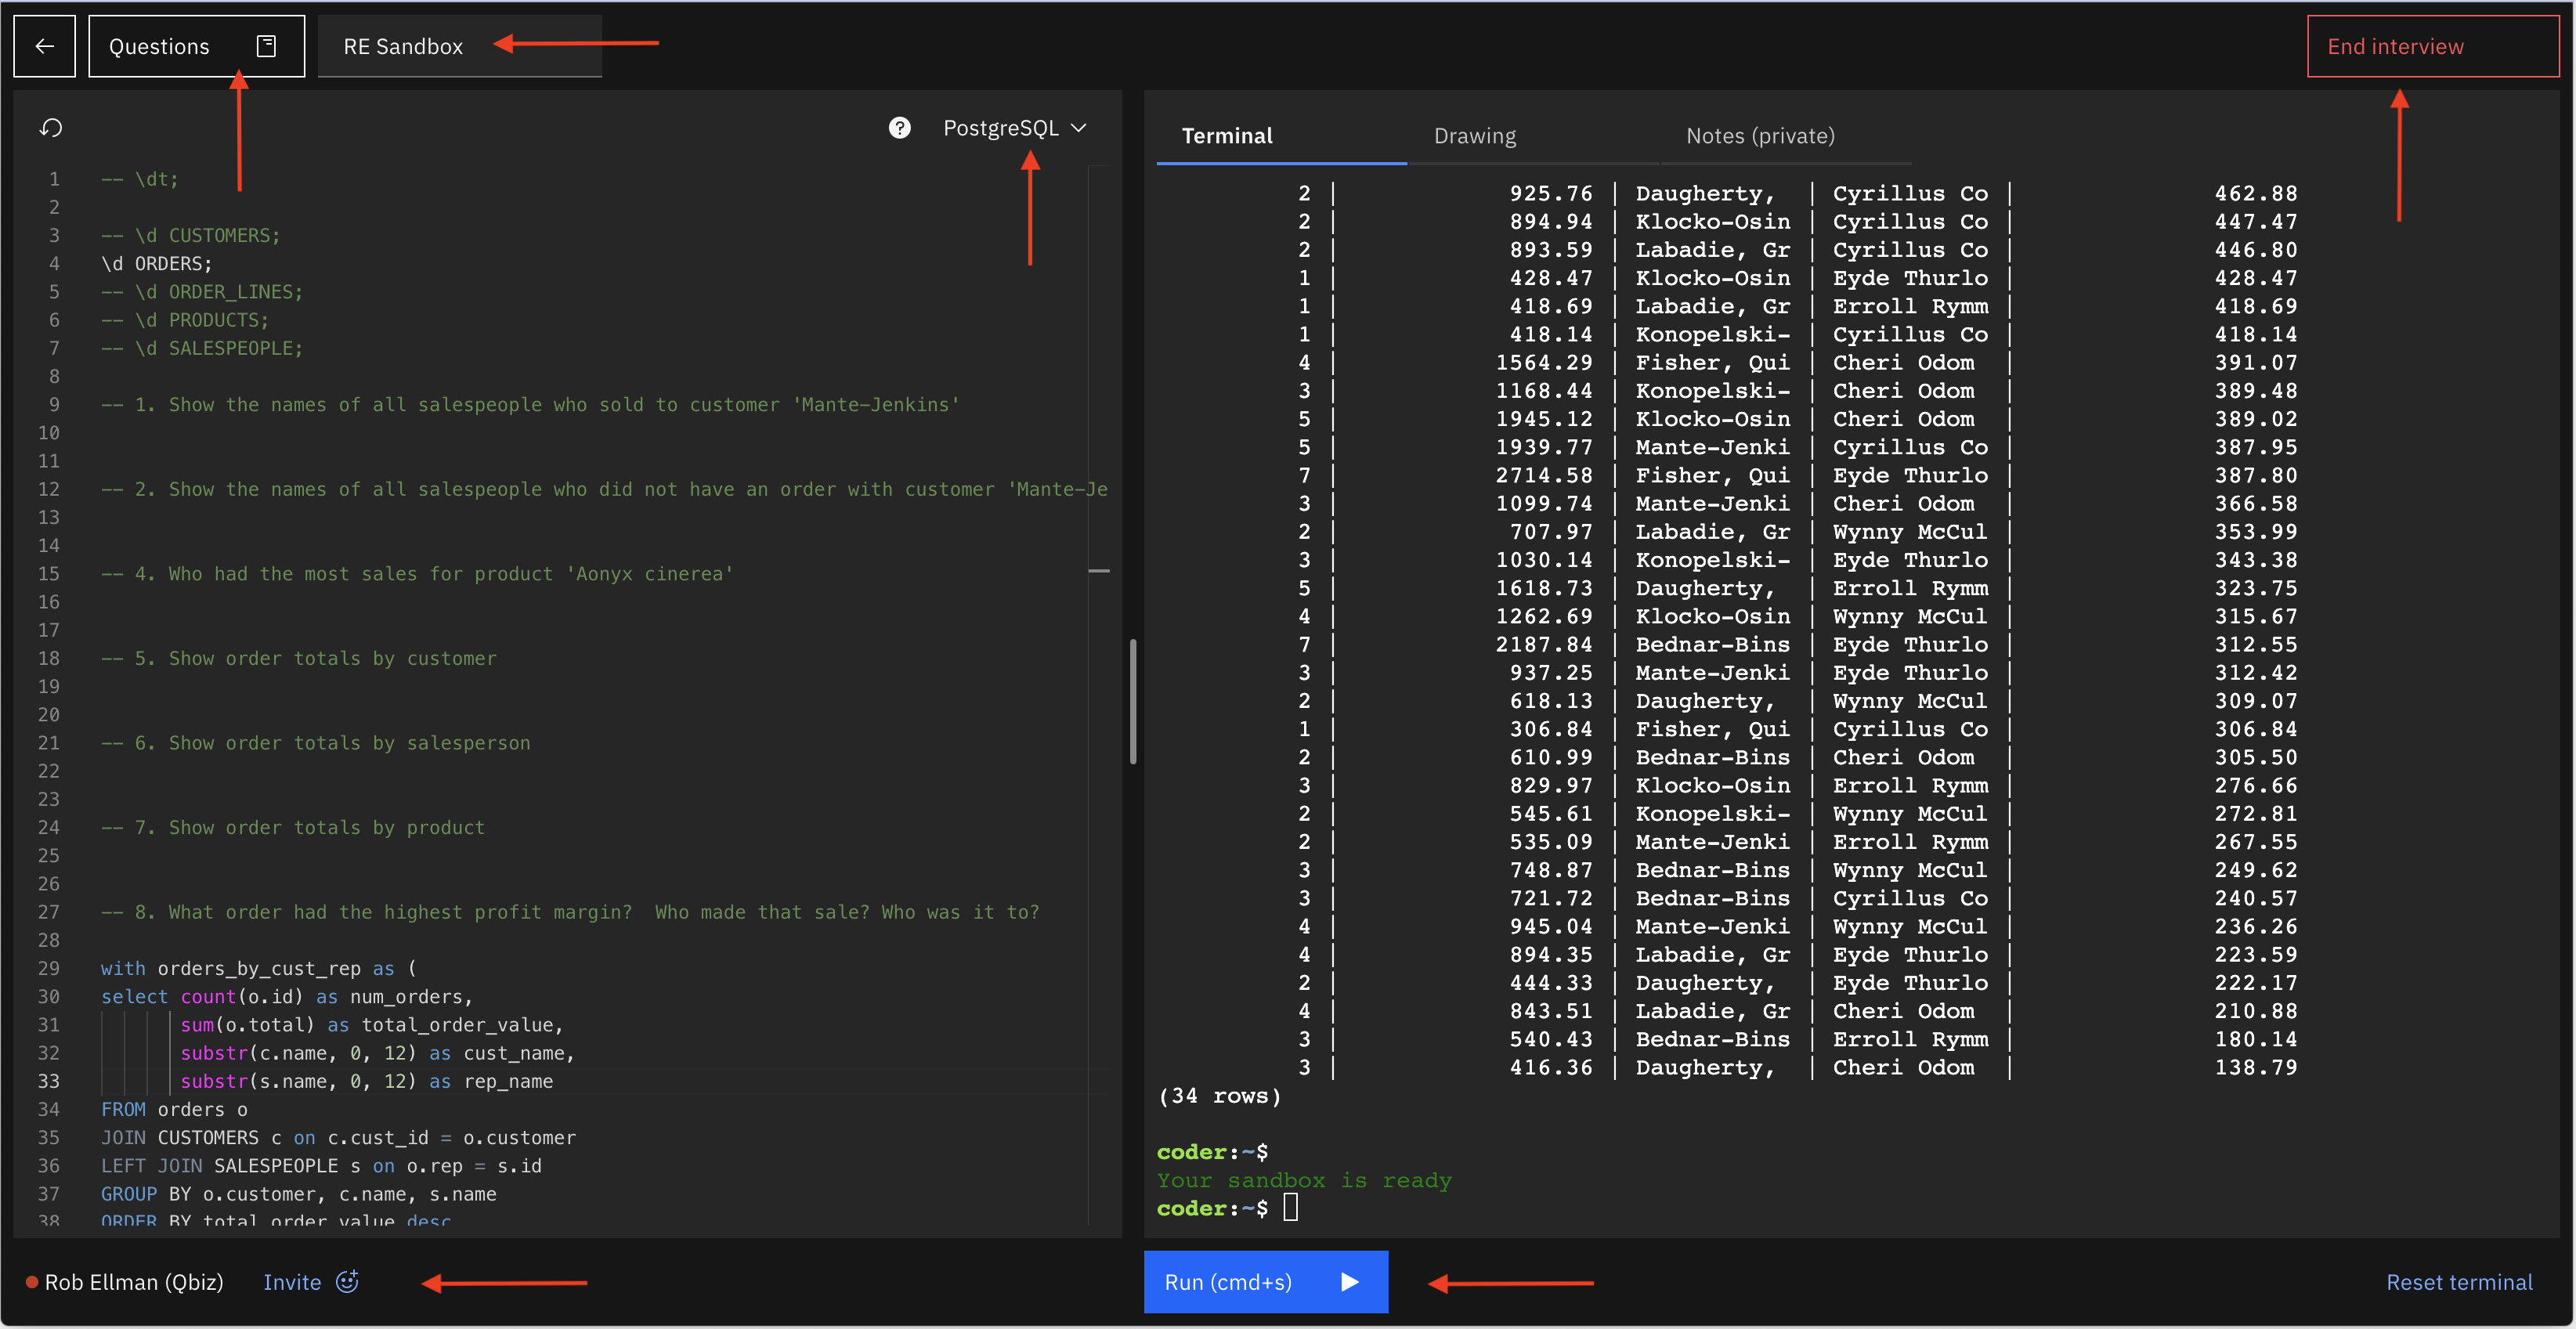 Questions
RE Sandbox
End interview
PostgreSQL
1 -- \dt;
2
3 -- \d CUSTOMERS;
4 \d ORDERS;
5 -- \d ORDER_LINES;
6 -- \d PRODUCTS;
7 -- \d SALESPEOPLE;
8
9 -- 1. Show the names of all salespeople who sold to customer 'Mante-Jenkins'
10
11
12 -- 2. Show the names of all salespeople who did not have an order with customer 'Mante-Je
13
14
15 -- 4. Who had the most sales for product 'Aonyx cinerea'
16
17
18 -- 5. Show order totals by customer
19
20
21 -- 6. Show order totals by salesperson
22
23
24 -- 7. Show order totals by product
25
26
27 -- 8. What order had the highest profit margin?  Who made that sale? Who was it to?
28
29 with orders_by_cust_rep as (
30 select count(o.id) as num_orders,
31 sum(o.total) as total_order_value,
32 substr(c.name, 0, 12) as cust_name,
33 substr(s.name, 0, 12) as rep_name
34 FROM orders o
35 JOIN CUSTOMERS c on c.cust_id = o.customer
36 LEFT JOIN SALESPEOPLE s on o.rep = s.id
37 GROUP BY o.customer, c.name, s.name
38 ORDER BY total_order_value desc
Terminal
Drawing
Notes (private)
2 | 925.76 | Daugherty, | Cyrillus Co | 462.88
2 | 894.94 | Klocko-Osin | Cyrillus Co | 447.47
2 | 893.59 | Labadie, Gr | Cyrillus Co | 446.80
1 | 428.47 | Klocko-Osin | Eyde Thurlo | 428.47
1 | 418.69 | Labadie, Gr | Erroll Rymm | 418.69
1 | 418.14 | Konopelski- | Cyrillus Co | 418.14
4 | 1564.29 | Fisher, Qui | Cheri Odom | 391.07
3 | 1168.44 | Konopelski- | Cheri Odom | 389.48
5 | 1945.12 | Klocko-Osin | Cheri Odom | 389.02
5 | 1939.77 | Mante-Jenki | Cyrillus Co | 387.95
7 | 2714.58 | Fisher, Qui | Eyde Thurlo | 387.80
3 | 1099.74 | Mante-Jenki | Cheri Odom | 366.58
2 | 707.97 | Labadie, Gr | Wynny McCul | 353.99
3 | 1030.14 | Konopelski- | Eyde Thurlo | 343.38
5 | 1618.73 | Daugherty, | Erroll Rymm | 323.75
4 | 1262.69 | Klocko-Osin | Wynny McCul | 315.67
7 | 2187.84 | Bednar-Bins | Eyde Thurlo | 312.55
3 | 937.25 | Mante-Jenki | Eyde Thurlo | 312.42
2 | 618.13 | Daugherty, | Wynny McCul | 309.07
1 | 306.84 | Fisher, Qui | Cyrillus Co | 306.84
2 | 610.99 | Bednar-Bins | Cheri Odom | 305.50
3 | 829.97 | Klocko-Osin | Erroll Rymm | 276.66
2 | 545.61 | Konopelski- | Wynny McCul | 272.81
2 | 535.09 | Mante-Jenki | Erroll Rymm | 267.55
3 | 748.87 | Bednar-Bins | Wynny McCul | 249.62
3 | 721.72 | Bednar-Bins | Cyrillus Co | 240.57
4 | 945.04 | Mante-Jenki | Wynny McCul | 236.26
4 | 894.35 | Labadie, Gr | Eyde Thurlo | 223.59
2 | 444.33 | Daugherty, | Eyde Thurlo | 222.17
4 | 843.51 | Labadie, Gr | Cheri Odom | 210.88
3 | 540.43 | Bednar-Bins | Erroll Rymm | 180.14
3 | 416.36 | Daugherty, | Cheri Odom | 138.79
(34 rows)
coder:~$
Your sandbox is ready
coder:~$
Rob Ellman (Qbiz)
Invite
Run (cmd+s)
Reset terminal